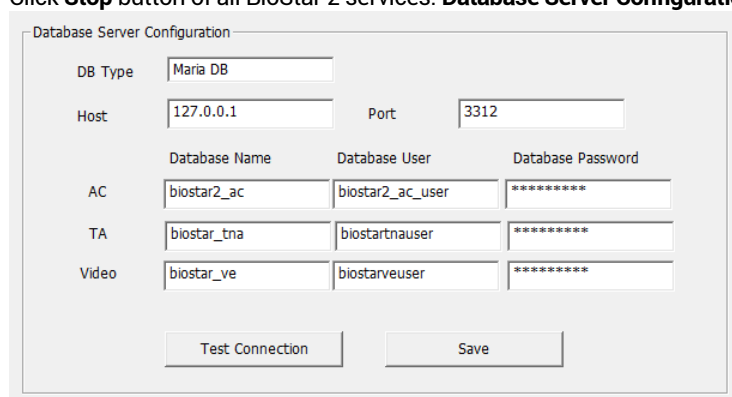 Click Stop button of all BioStar 2 services. Database Server
Database Server Configuration
DB Type Maria DB
Host 127.0.0.1 Port 3312
Database Name Database User Database Password
AC biostar2_ac biostar2_ac_user *********
TA biostar_tna biostartnauser *********
Video biostar_ve biostarveuser *********
Test Connection Save